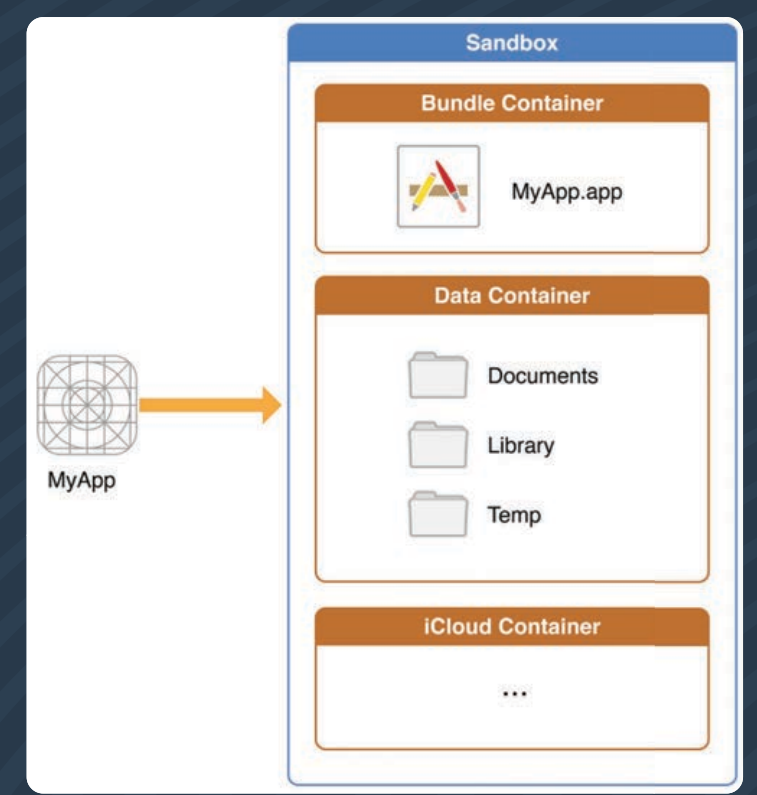 Sandbox
Bundle Container
MyApp.app
Data Container
Documents
Library
Temp
MyApp
iCloud Container
...